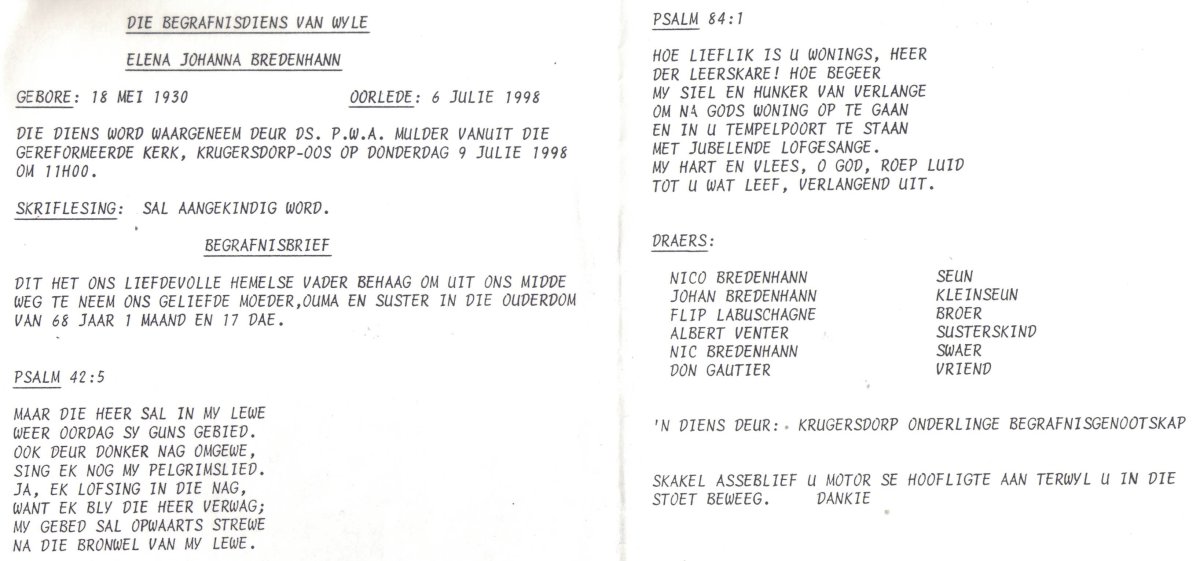 DIE BEGRAFNISDIENS VAN WYLE
ELENA JOHANNA BREDENHANN
GEBORE: 18 MEI 1930 OORLEDE: 6 JULIE 1998
DIE DIENS WORD WAARGENEEM DEUR DS. P.W.A. MULDER VANUIT DIE
GEREFORMEERDE KERK, KRUGERSDORP-OOS OP DONDERDAG 9 JULIE 1998
OM 11H00.
SKRIFLESING: SAL AANGEKINDIG WORD.
BEGRAFNISBRIEF
DIT HET ONS LIEFDEVOLLE HEMELSE VADER BEHAAG OM UIT ONS MIDDE
WEG TE NEEM ONS GELIEFDE MOEDER,OUMA EN SUSTER IN DIE OUDERDOM
VAN 68 JAAR 1 MAAND EN 17 DAE.
PSALM 42:5
MAAR DIE HEER SAL IN MY LEWE
WEER OORDAG SY GUNS GEBIED.
OOK DEUR DONKER NAG OMGEWE,
SING EK NOG MY PELGRIMSLIED.
JA, EK LOFSING IN DIE NAG,
WANT EK BLY DIE HEER VERWAG;
MY GEBED SAL OPWAARTS STREWE
NA DIE BRONWEL VAN MY LEWE.
PSALM 84:1
HOE LIEFLIK IS U WONINGS, HEER
DER LEERSKARE! HOE BEGEER
MY SIEL EN HUNKER VAN VERLANGE
OM NA GODS WONING OP TE GAAN
EN IN U TEMPELPOORT TE STAAN
MET JUBELENDE LOFGESANGE.
MY HART EN VLEES, O GOD, ROEP LUID
TOT U WAT LEEF, VERLANGEND UIT.
DRAERS:
NICO BREDENHANN SEUN
JOHAN BREDENHANN KLEINSEUN
FLIP LABUSCHAGNE BROER
ALBERT VENTER SUSTERSKIND
NIC BREDENHANN SWAER
DON GAUTIER VRIEND
'N DIENS DEUR: KRUGERSDORP ONDERLINGE BEGRAFNISGENOOTSKAP
SKAKEL ASSEBLIEF U MOTOR SE HOOFLIGTE AAN TERWYL U IN DIE
STOET BEWEEG. DANKIE